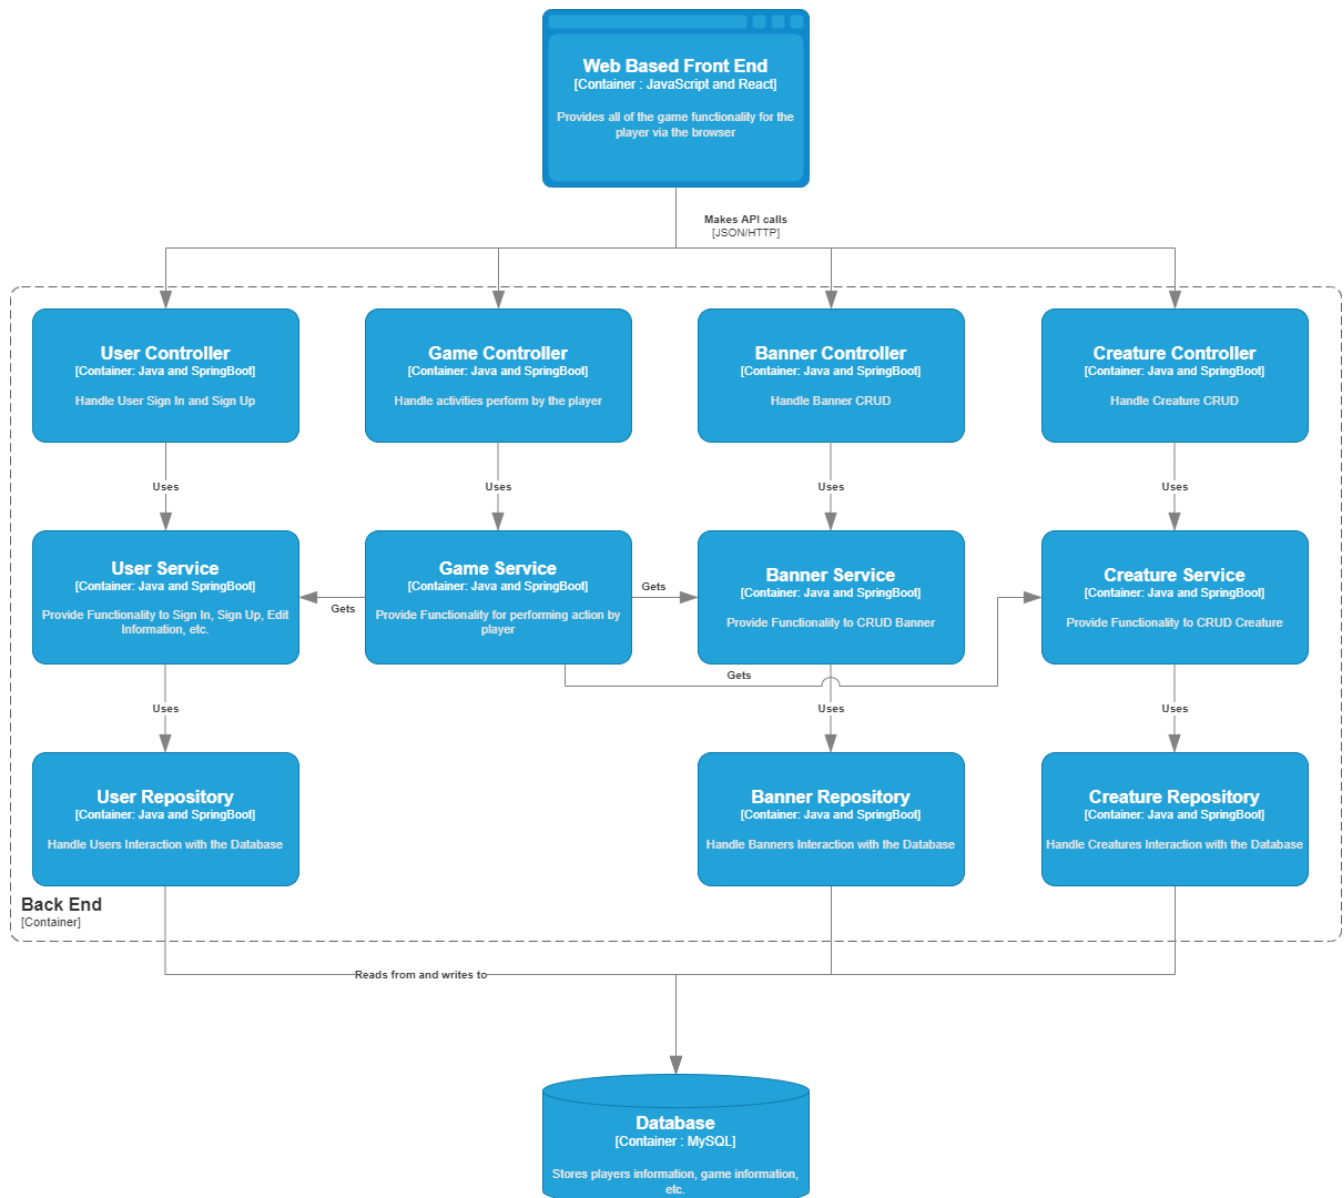 Web Based Front End
[Container : JavaScript and React]
Provides all of the game functionality for the
player via the browser
Makes API calls
[JSON/HTTP]
User Controller
[Container: Java and SpringBoot]
Handle User Sign In and Sign Up
Game Controller
[Container: Java and SpringBoot]
Handle activities perform by the player
Banner Controller
[Container: Java and SpringBoot]
Handle Banner CRUD
Creature Controller
[Container: Java and SpringBoot]
Handle Creature CRUD
Uses
Uses
Uses
Uses
User Service
[Container: Java and SpringBoot]
Provide Functionality to Sign In, Sign Up, Edit
Information, etc.
Gets
Game Service
[Container: Java and SpringBoot]
Provide Functionality for performing action by
player
Gets
Banner Service
[Container: Java and SpringBoot]
Provide Functionality to CRUD Banner
Creature Service
[Container: Java and SpringBoot]
Provide Functionality to CRUD Creature
Gets
Uses
Uses
Uses
User Repository
[Container: Java and SpringBoot]
Handle Users Interaction with the Database
Banner Repository
[Container: Java and SpringBoot]
Handle Banners Interaction with the Database
Creature Repository
[Container: Java and SpringBoot]
Handle Creatures Interaction with the Database
Back End
[Container]
Reads from and writes to
Database
[Container : MySQL]
Stores players information, game information,
etc.